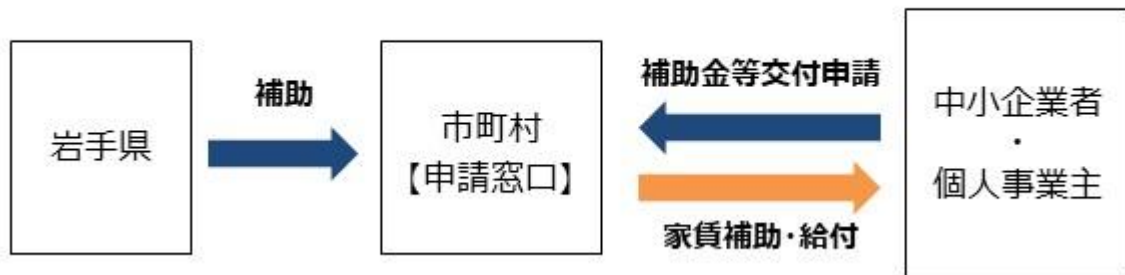 岩手県
補助
市町村
【申請窓口】
補助金等交付申請
家賃補助・給付
中小企業者
・
個人事業主